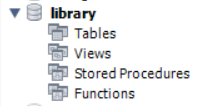 library
Tables
Views
Stored Procedures
Functions